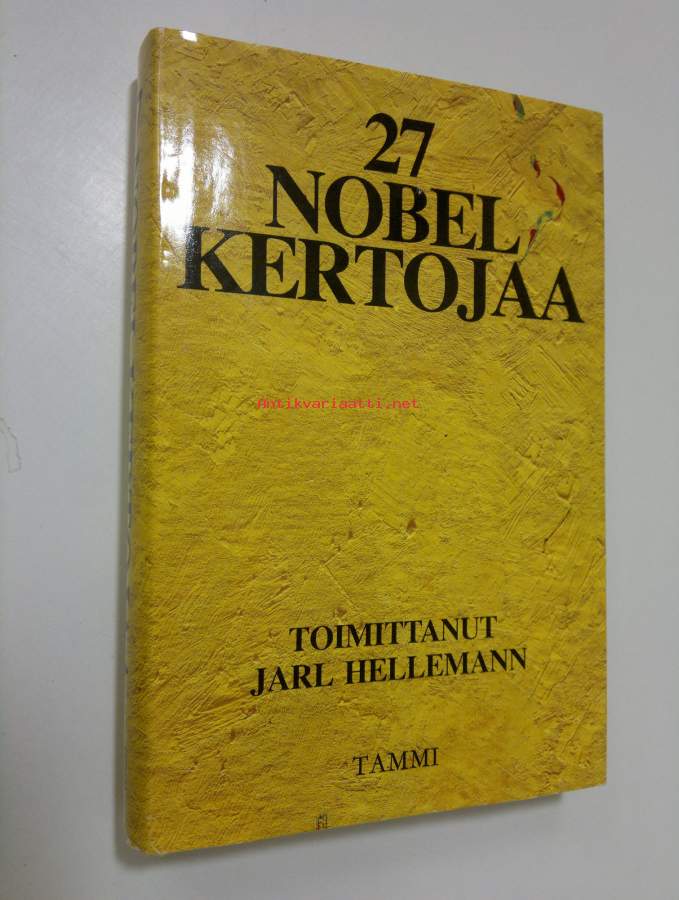 27
NOBEL
KERTOJAA
Antikvariaatti.net
TOIMITTANUT
JARL HELLEMANN
TAMMI